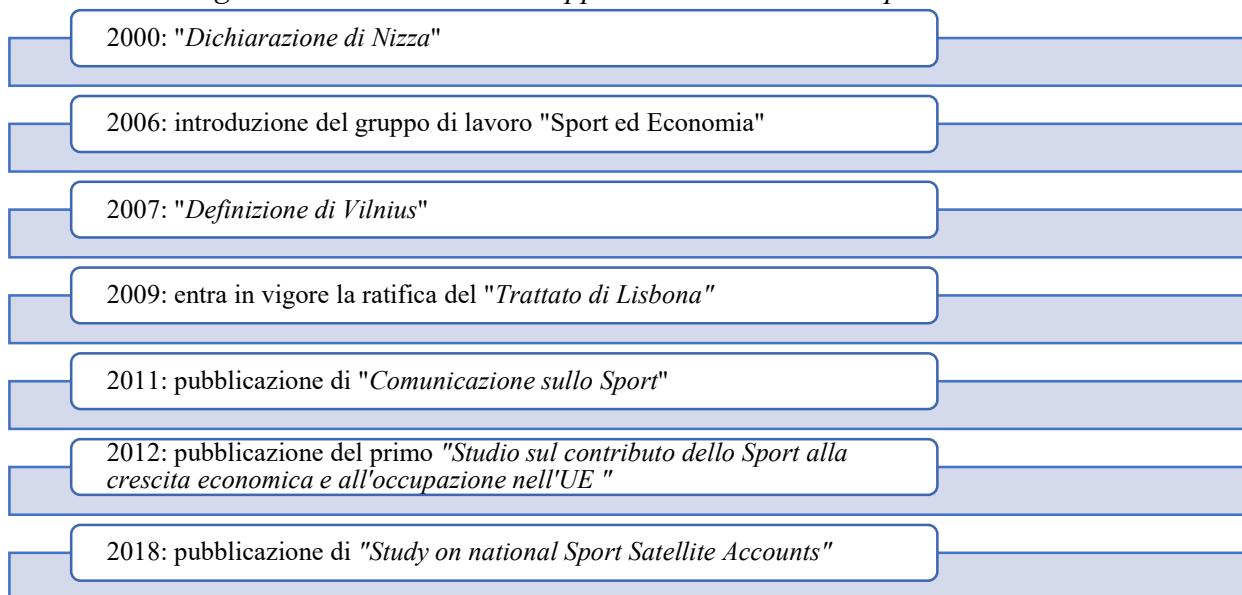 2000: "Dichiarazione di Nizza"
2006: introduzione del gruppo di lavoro "Sport ed Economia"
2007: "Definizione di Vilnius"
2009: entra in vigore la ratifica del "Trattato di Lisbona"
2011: pubblicazione di "Comunicazione sullo Sport"
2012: pubblicazione del primo "Studio sul contributo dello Sport alla
crescita economica e all'occupazione nell'UE "
2018: pubblicazione di "Study on national Sport Satellite Accounts"